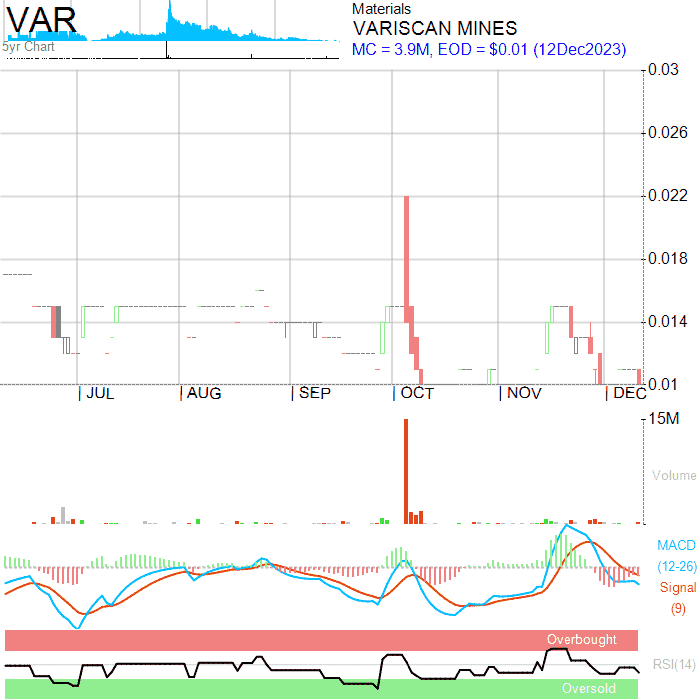 VAR
5yr Chart
Materials
VARISCAN MINES
MC = 3.9M, EOD = $0.01 (12Dec2023)
0.03
0.026
0.022
0.018
0.014
0.01
JUL
AUG
SEP
OCT
NOV
DEC
15M
Volume
MACD
(12-26)
Signal
(9)
Overbought
RSI(14)
Oversold